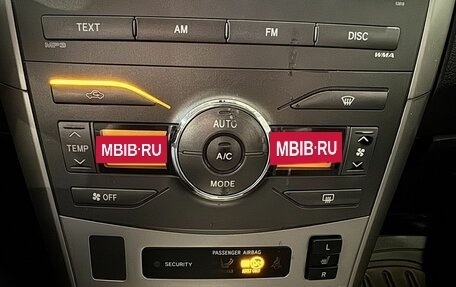 TEXT AM FM DISC
MP3 WMA
AUTO
TEMP MBIB.RU A/C MBIB.RU
MODE
OFF
PASSENGER AIRBAG
SECURITY
L
R